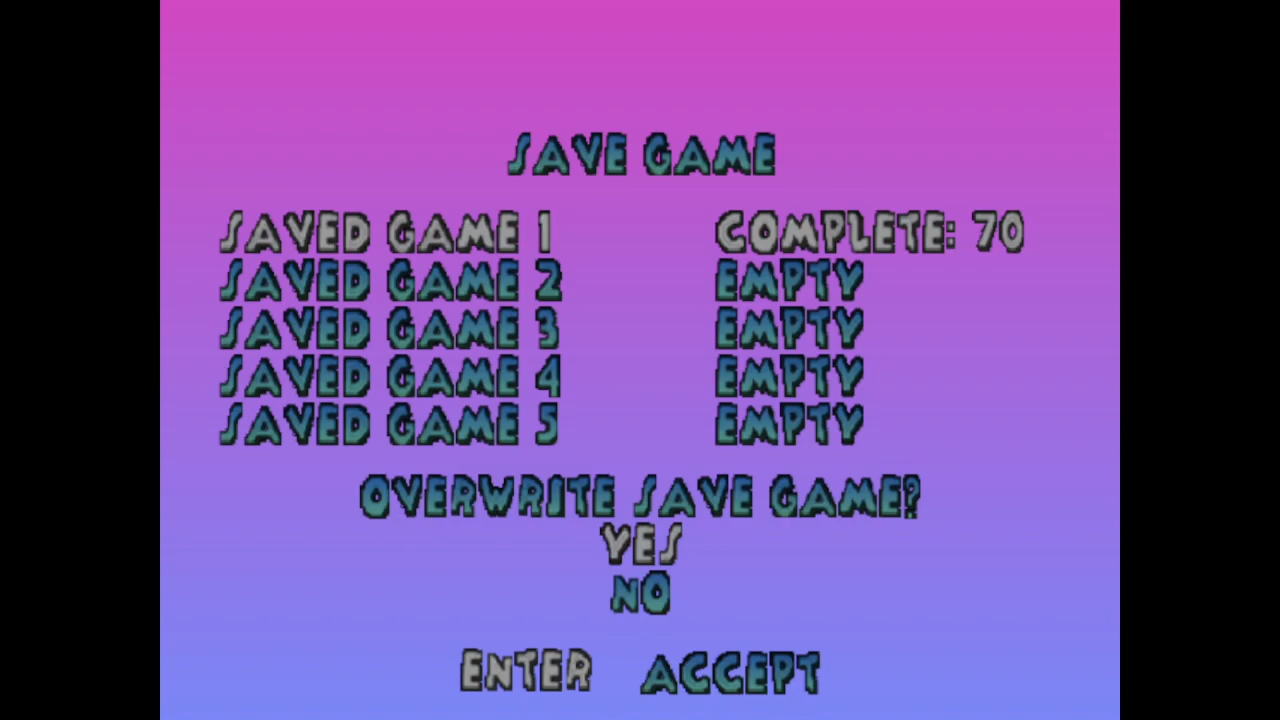 SAVE GAME
SAVED GAME 1 COMPLETE: 70
SAVED GAME 2 EMPTY
SAVED GAME 3 EMPTY
SAVED GAME 4 EMPTY
SAVED GAME 5 EMPTY
OVERWRITE SAVE GAME?
YES
NO
ENTER ACCEPT